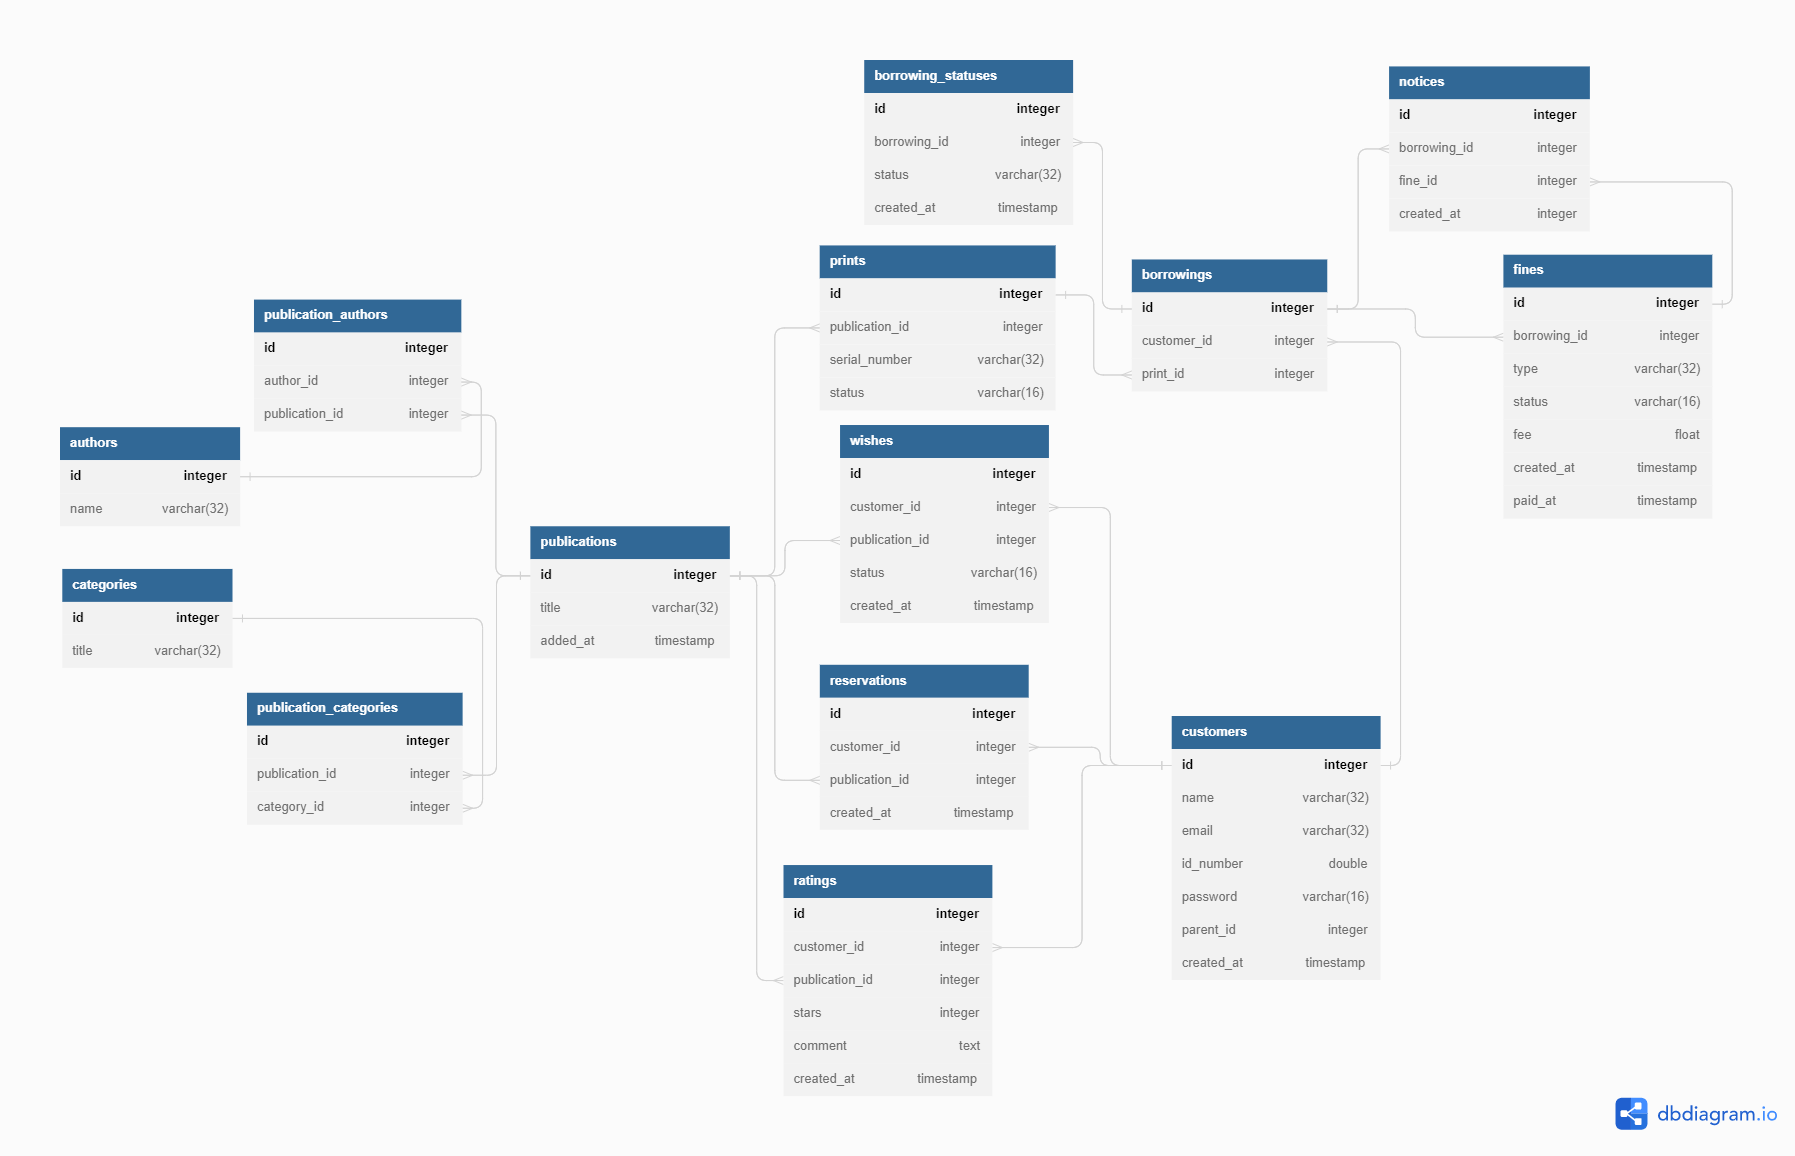 borrowing_statuses
id integer
borrowing_id integer
status varchar(32)
created_at timestamp
notices
id integer
borrowing_id integer
fine_id integer
created_at integer
prints
id integer
publication_id integer
serial_number varchar(32)
status varchar(16)
borrowings
id integer
customer_id integer
print_id integer
fines
id integer
borrowing_id integer
type varchar(32)
status varchar(16)
fee float
created_at timestamp
paid_at timestamp
publication_authors
id integer
author_id integer
publication_id integer
authors
id integer
name varchar(32)
wishes
id integer
customer_id integer
publication_id integer
status varchar(16)
created_at timestamp
publications
id integer
title varchar(32)
added_at timestamp
categories
id integer
title varchar(32)
publication_categories
id integer
publication_id integer
category_id integer
reservations
id integer
customer_id integer
publication_id integer
created_at timestamp
customers
id integer
name varchar(32)
email varchar(32)
id_number double
password varchar(16)
parent_id integer
created_at timestamp
ratings
id integer
customer_id integer
publication_id integer
stars integer
comment text
created_at timestamp
dbdiagram.io